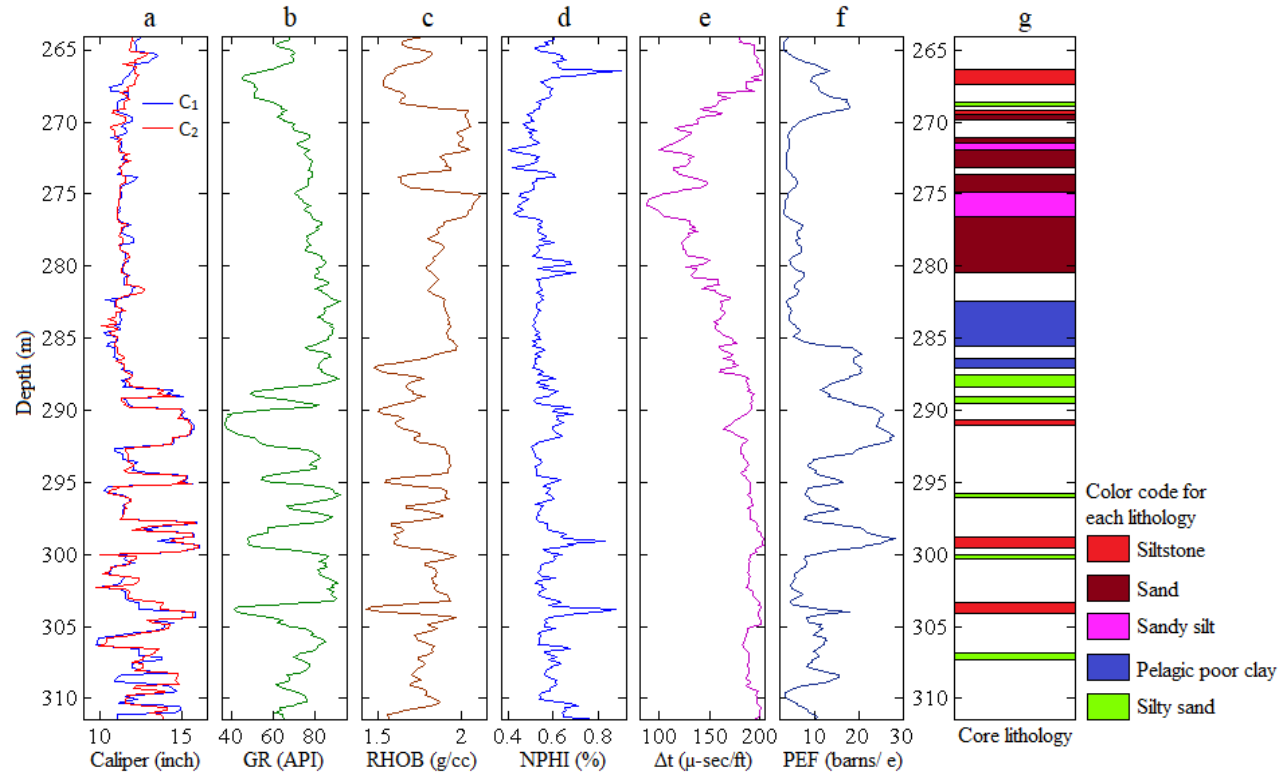 a b c d e f g
265 265
270 270
275 275
280 280
285 285
290 290
295 295
300 300
305 305
310 310
C1
C2
Depth (m)
Color code for
each lithology
Siltstone
Sand
Sandy silt
Pelagic poor clay
Silty sand
10 15 40 60 80 1.5 2 0.4 0.6 0.8 100 150 200 0 10 20 30
Caliper (inch) GR (API) RHOB (g/cc) NPHI (%) Δt (μ-sec/ft) PEF (barns/ e) Core lithology